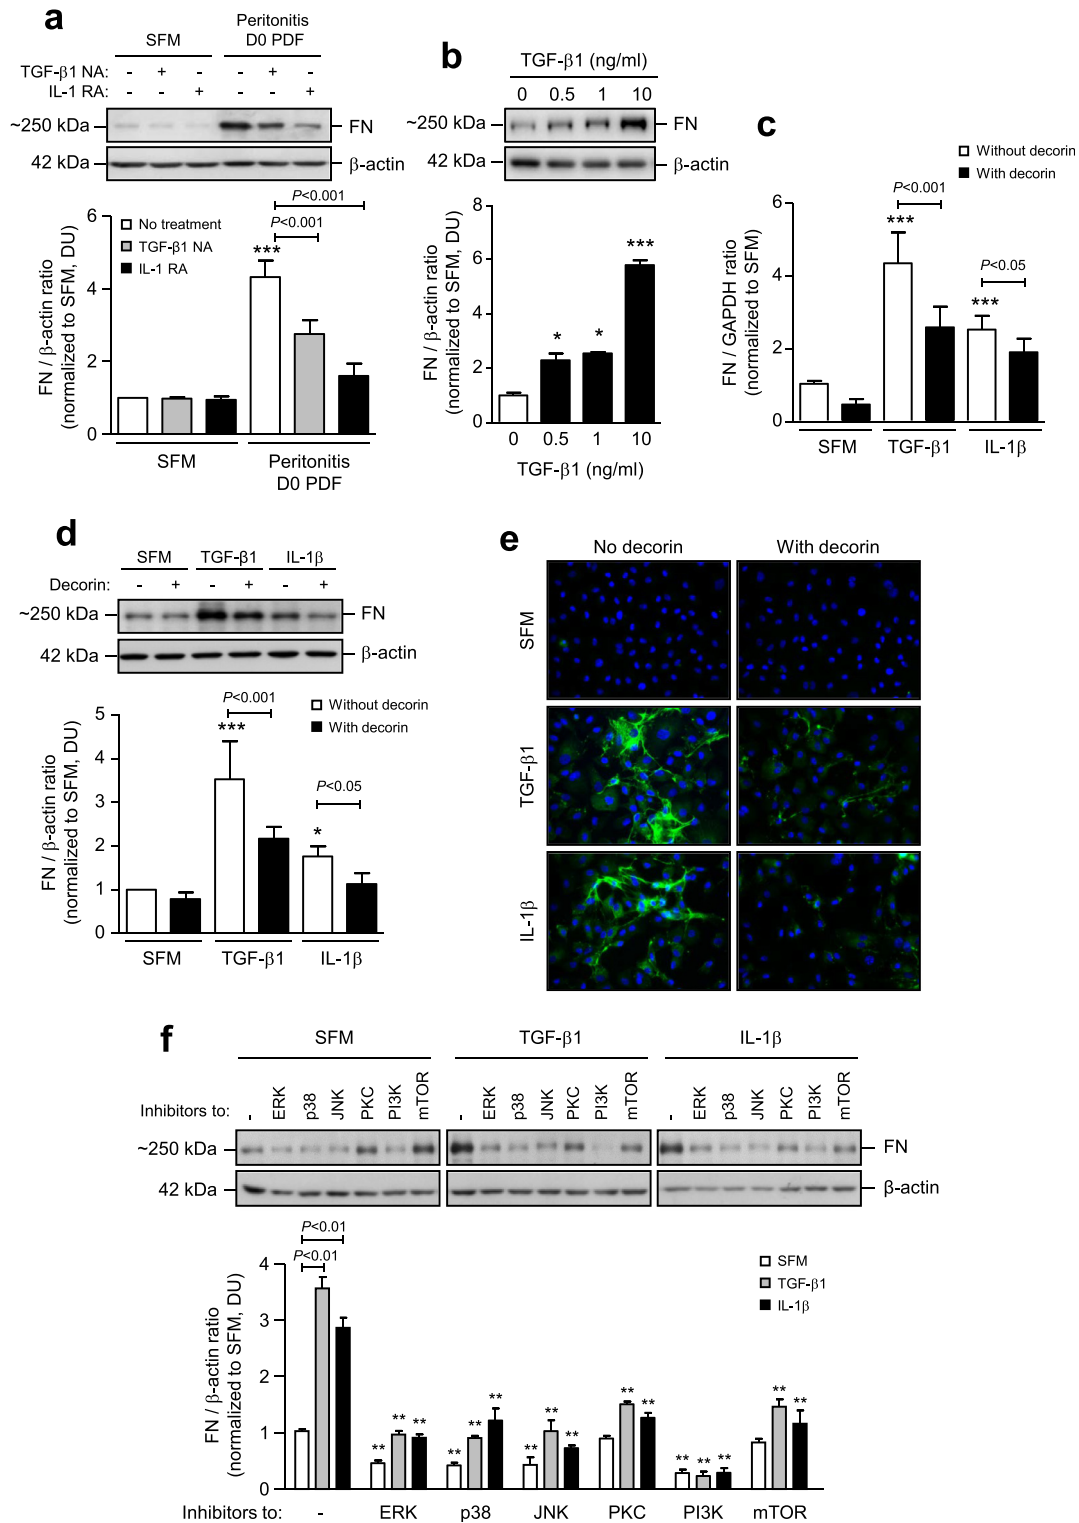 a
SFM
Peritonitis
D0 PDF
TGF-β1 NA: - + - - + -
IL-1 RA: - - + - - +
~250 kDa FN
42 kDa β-actin
P<0.001
P<0.001
***
No treatment
TGF-β1 NA
IL-1 RA
FN / β-actin ratio
(normalized to SFM, DU)
6
4
2
0
SFM
Peritonitis
D0 PDF
b
TGF-β1 (ng/ml)
0 0.5 1 10
~250 kDa FN
42 kDa β-actin
FN / β-actin ratio
(normalized to SFM, DU)
8
6
4
2
0
* * ***
0 0.5 1 10
TGF-β1 (ng/ml)
c
Without decorin
With decorin
P<0.001
***
P<0.05
***
FN / GAPDH ratio
(normalized to SFM)
6
4
2
0
SFM TGF-β1 IL-1β
d
SFM TGF-β1 IL-1β
Decorin: - + - + - +
~250 kDa FN
42 kDa β-actin
P<0.001
***
P<0.05
*
Without decorin
With decorin
FN / β-actin ratio
(normalized to SFM, DU)
5
4
3
2
1
0
SFM TGF-β1 IL-1β
e
No decorin With decorin
SFM
TGF-β1
IL-1β
f
SFM TGF-β1 IL-1β
Inhibitors to: - ERK p38 JNK PKC PI3K mTOR - ERK p38 JNK PKC PI3K mTOR - ERK p38 JNK PKC PI3K mTOR
~250 kDa FN
42 kDa β-actin
P<0.01
P<0.01
SFM
TGF-β1
IL-1β
FN / β-actin ratio
(normalized to SFM, DU)
4
3
2
1
0
** ** ** ** ** ** ** ** ** ** ** ** ** ** ** ** **
Inhibitors to: - ERK p38 JNK PKC PI3K mTOR